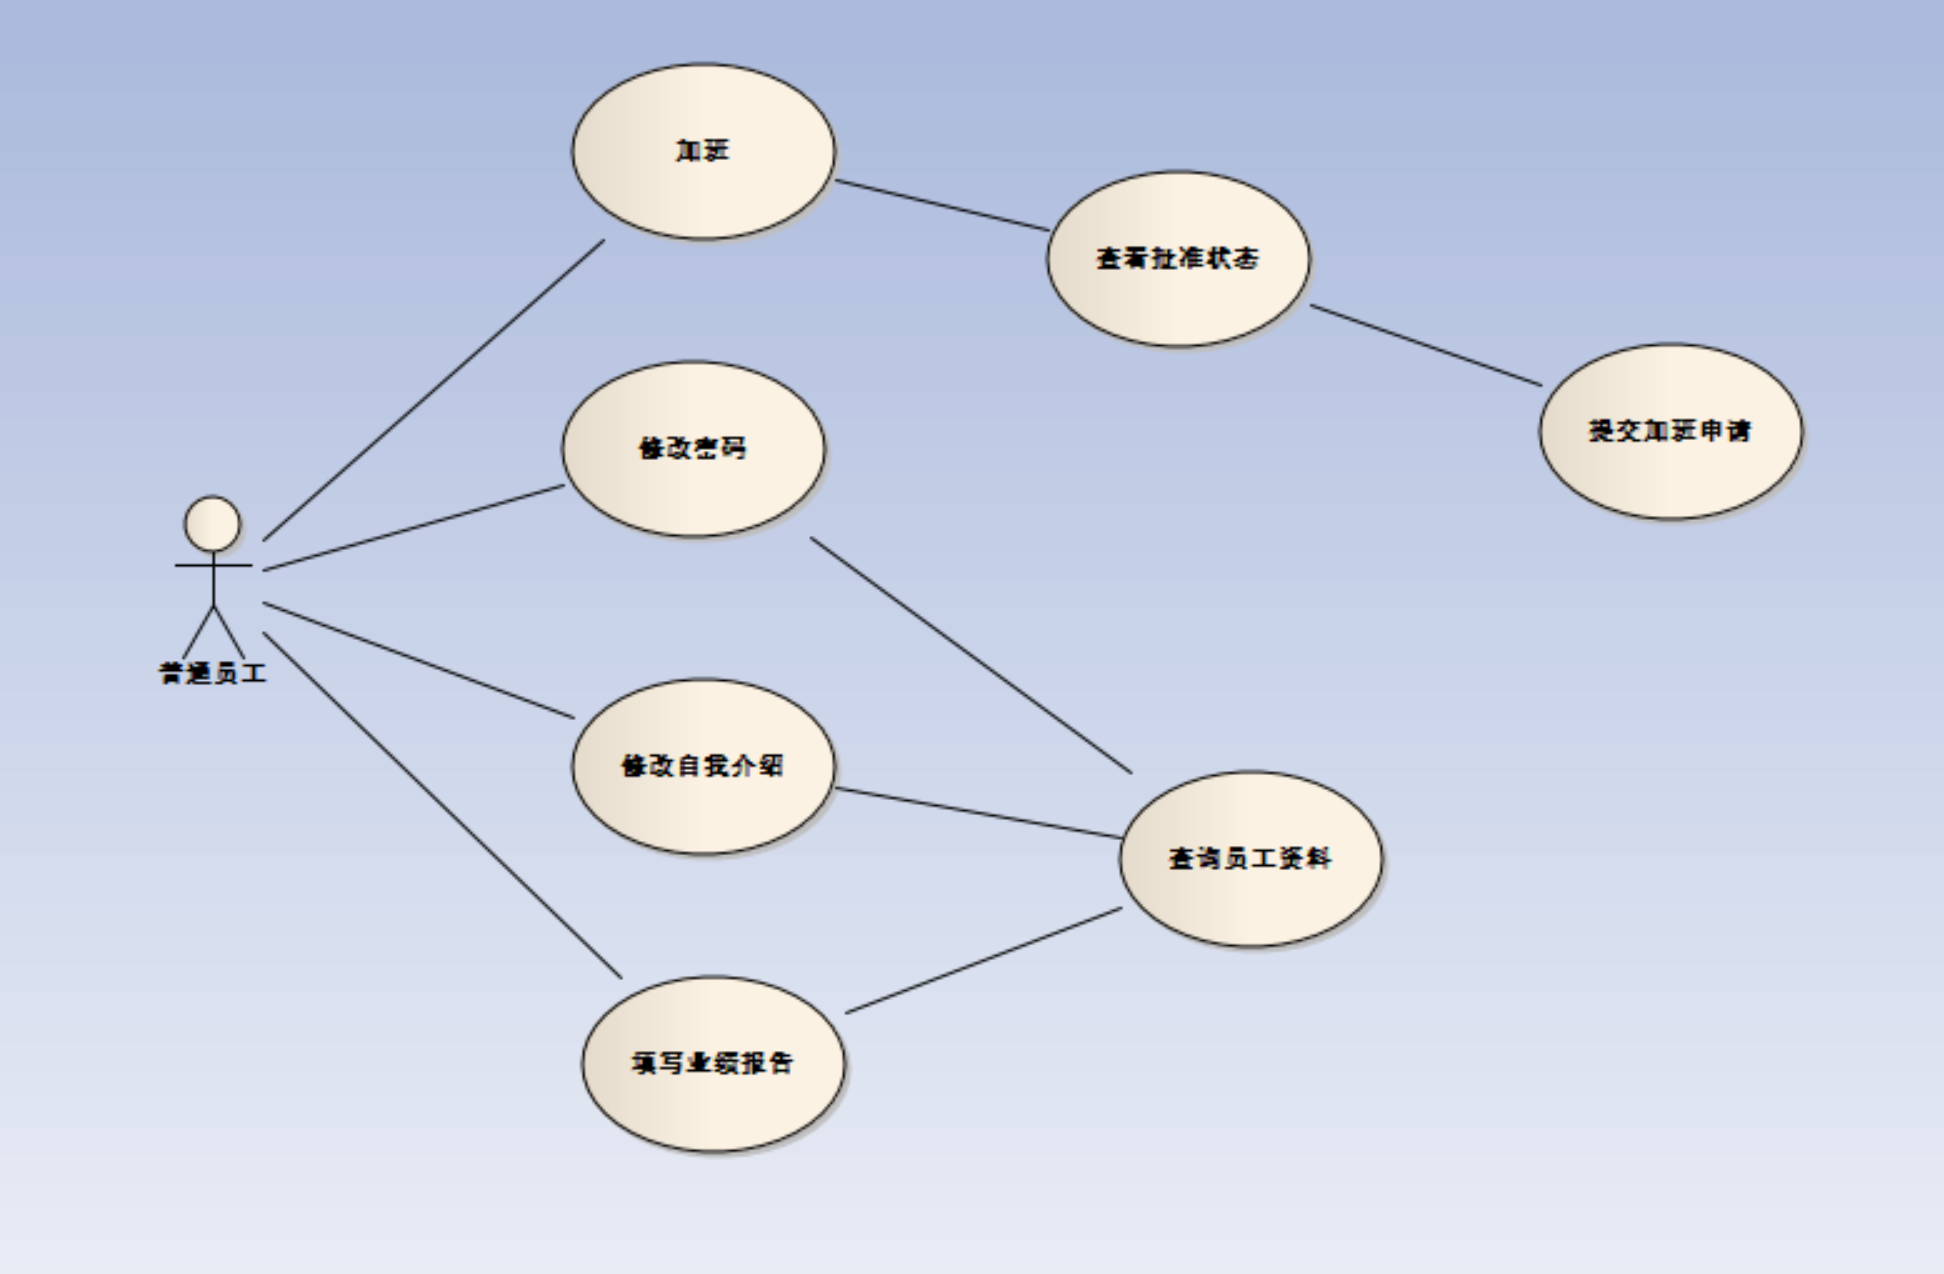 加班
查看批准状态
提交加班申请
修改密码
普通员工
修改自我介绍
查询员工资料
填写业绩报告